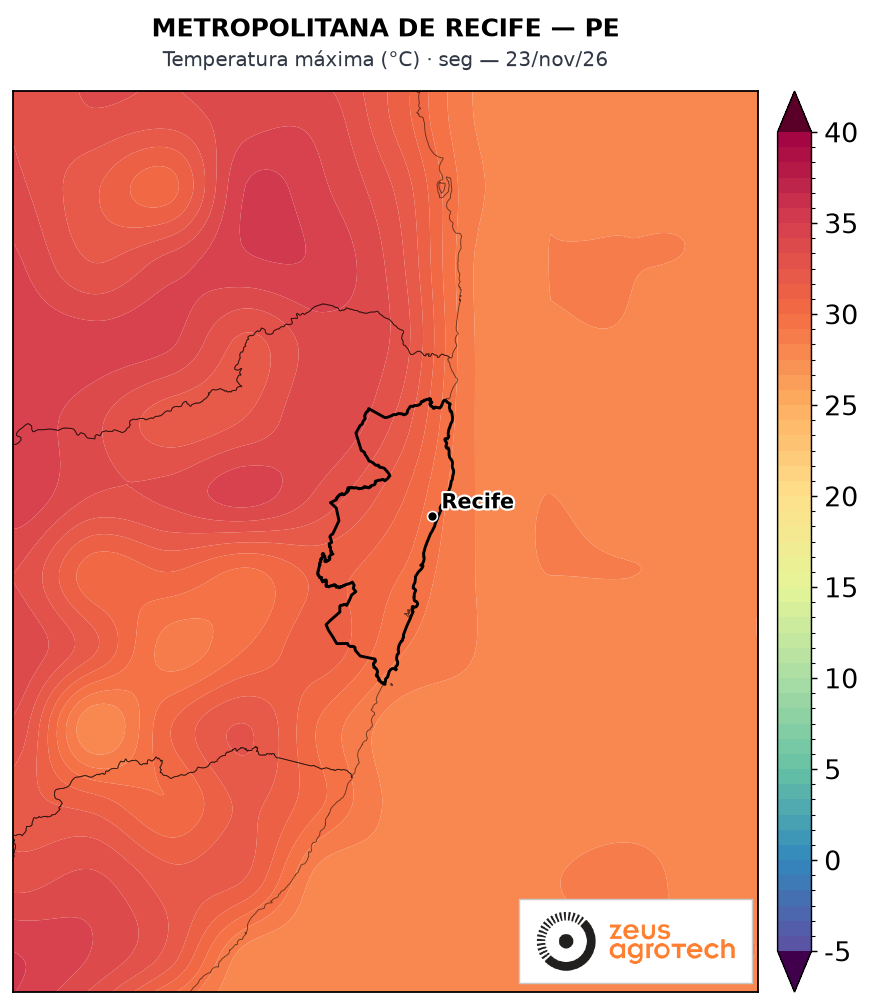 METROPOLITANA DE RECIFE — PE
Temperatura máxima (°C) · seg — 23/nov/26
40
35
30
25
20
15
10
5
0
-5
Recife
zeus
agrotech